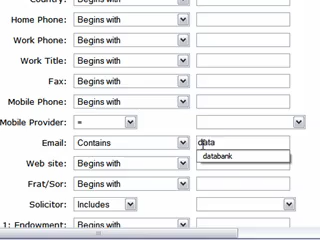 Country: Begins with
Home Phone: Begins with
Work Phone: Begins with
Work Title: Begins with
Fax: Begins with
Mobile Phone: Begins with
Mobile Provider: =
Email: Contains data
databank
Web site: Begins with
Frat/Sor: Begins with
Solicitor: Includes
1: Endowment: Begins with